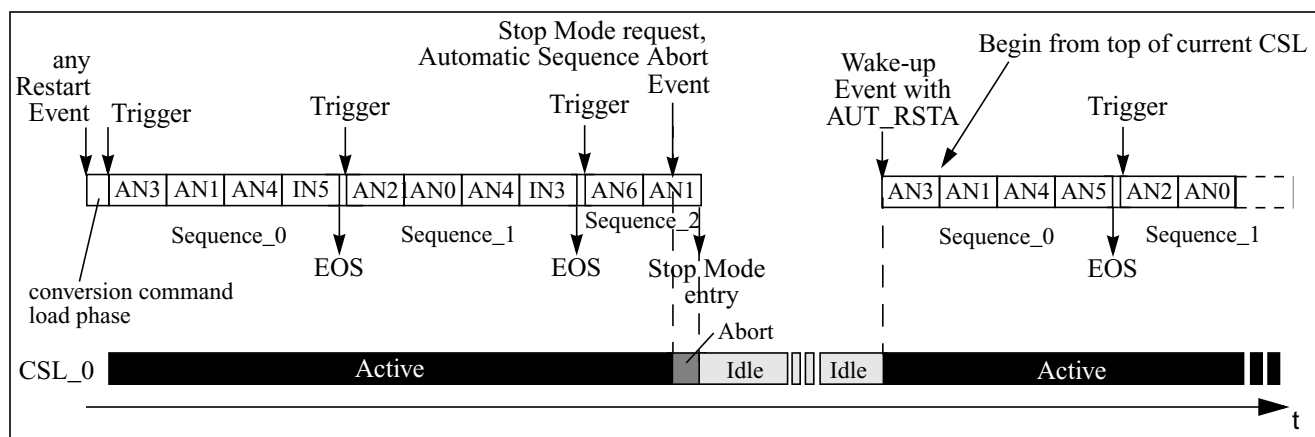 any
Restart
Event
Trigger
Trigger
Stop Mode request,
Automatic Sequence Abort
Event
Trigger
Wake-up
Event with
AUT_RSTA
Begin from top of current CSL
Trigger
AN3 AN1 AN4 IN5 AN21 AN0 AN4 IN3 AN6 AN1
AN3 AN1 AN4 AN5 AN2 AN0
Sequence_0
Sequence_1
Sequence_2
Sequence_0
Sequence_1
EOS
EOS
Stop Mode
entry
EOS
conversion command
load phase
Abort
CSL_0
Active
Idle
Idle
Active
t